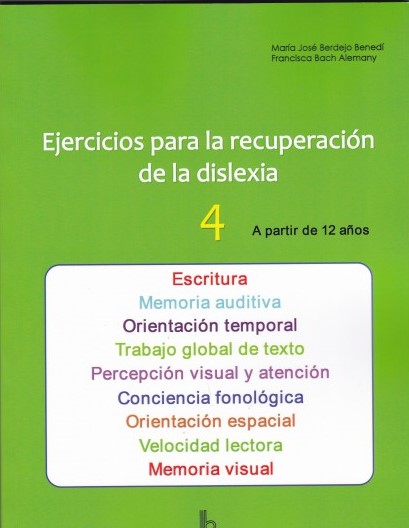 María José Berdejo Benedí
Francisca Bach Alemany
Ejercicios para la recuperación
de la dislexia
4
A partir de 12 años
Escritura
Memoria auditiva
Orientación temporal
Trabajo global de texto
Percepción visual y atención
Conciencia fonológica
Orientación espacial
Velocidad lectora
Memoria visual